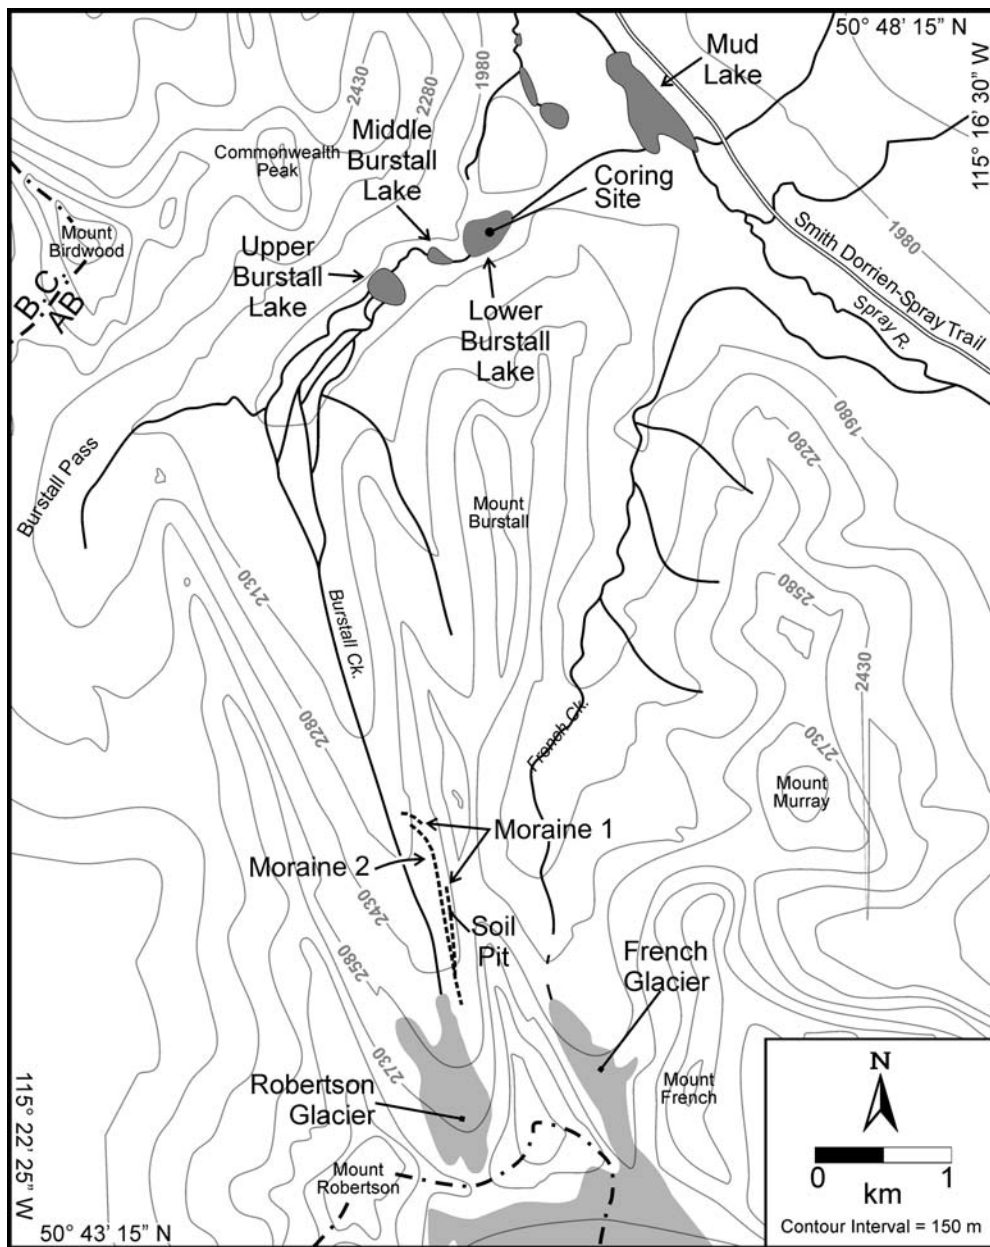 50° 48' 15" N
115° 16' 30" W
Mud
Lake
2430
2280
1980
Middle
Burstall
Lake
Commonwealth
Peak
Coring
Site
Mount
Birdwood
B.C.
AB
Upper
Burstall
Lake
Lower
Burstall
Lake
1980
Smith Dorrien-Spray Trail
Spray R.
Burstall Pass
1980
2280
Mount
Burstall
2130
Burstall Ck.
2580
2430
2280
French Ck.
2730
Mount
Murray
Moraine 1
Moraine 2
2430
Soil
Pit
French
Glacier
2580
2730
Robertson
Glacier
Mount
French
Mount
Robertson
115° 22' 25" W
50° 43' 15" N
N
0 1
km
Contour Interval = 150 m